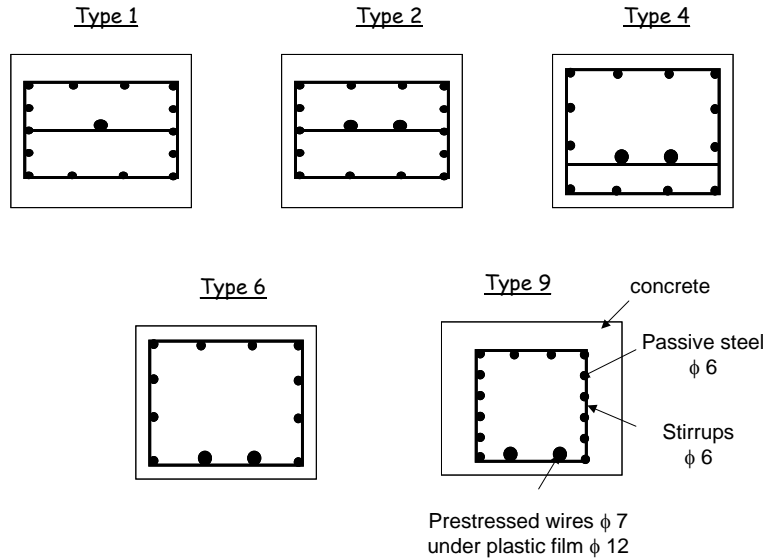 Type 1
Type 2
Type 4
Type 6
Type 9
concrete
Passive steel
ϕ 6
Stirrups
ϕ 6
Prestressed wires ϕ 7
under plastic film ϕ 12